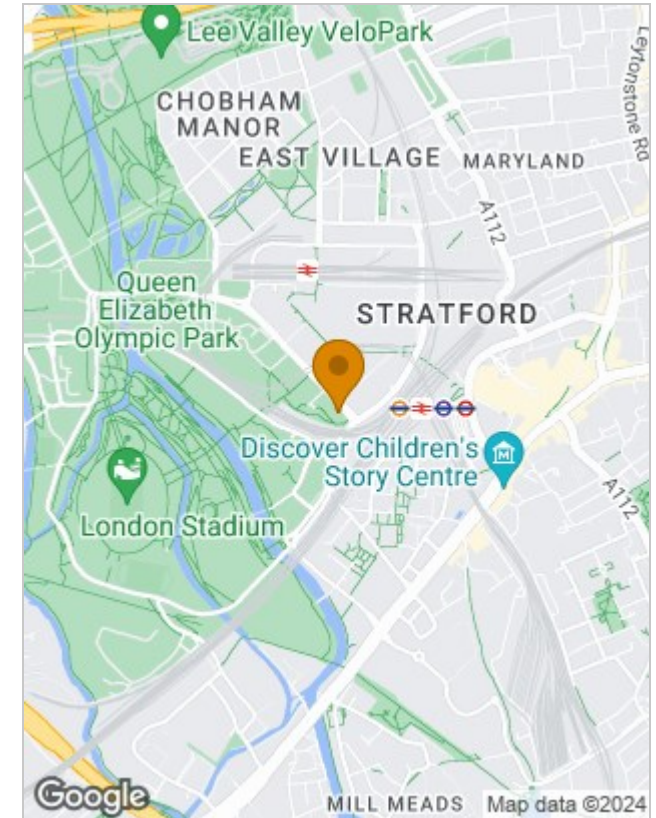 Lee Valley VeloPark
Leytonstone Rd
CHOBHAM
MANOR
EAST VILLAGE
MARYLAND
A112
Queen
Elizabeth
Olympic Park
STRATFORD
Discover Children's
Story Centre
M
A112
London Stadium
Google
MILL MEADS
Map data ©2024